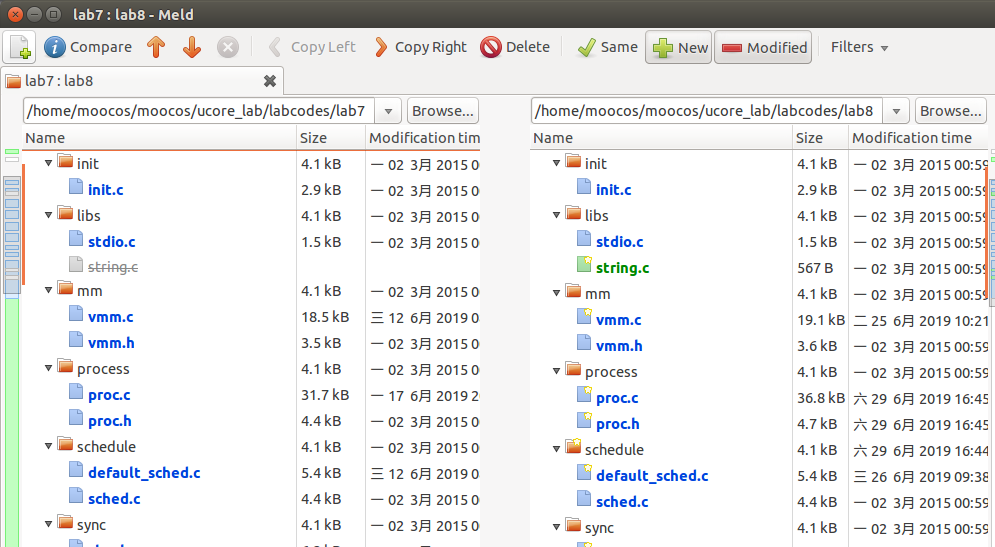 lab7 : lab8 - Meld
Compare Copy Left Copy Right Delete Same New Modified Filters
lab7 : lab8
/home/moocos/moocos/ucore_lab/labcodes/lab7 Browse... /home/moocos/moocos/ucore_lab/labcodes/lab8 Browse...
Name Size Modification tim Name Size Modification time
init 4.1 kB 一 02 3月 2015 0 init 4.1 kB 一 02 3月 2015 00:59
init.c 2.9 kB 一 02 3月 2015 0 init.c 2.9 kB 一 02 3月 2015 00:59
libs 4.1 kB 一 02 3月 2015 0 libs 4.1 kB 一 02 3月 2015 00:59
stdio.c 1.5 kB 一 02 3月 2015 0 stdio.c 1.5 kB 一 02 3月 2015 00:59
string.c string.c 567 B 一 02 3月 2015 00:59
mm 4.1 kB 一 02 3月 2015 0 mm 4.1 kB 一 02 3月 2015 00:59
vmm.c 18.5 kB 三 12 6月 2019 0 vmm.c 19.1 kB 二 25 6月 2019 10:21
vmm.h 3.5 kB 一 02 3月 2015 0 vmm.h 3.6 kB 一 02 3月 2015 00:59
process 4.1 kB 一 02 3月 2015 0 process 4.1 kB 一 02 3月 2015 00:59
proc.c 31.7 kB 一 17 6月 2019 2 proc.c 36.8 kB 六 29 6月 2019 16:45
proc.h 4.4 kB 一 02 3月 2015 0 proc.h 4.7 kB 六 29 6月 2019 16:45
schedule 4.1 kB 一 02 3月 2015 0 schedule 4.1 kB 六 29 6月 2019 16:44
default_sched.c 5.4 kB 三 12 6月 2019 0 default_sched.c 5.4 kB 三 26 6月 2019 09:38
sched.c 4.4 kB 一 02 3月 2015 0 sched.c 4.4 kB 一 02 3月 2015 00:59
sync 4.1 kB 一 02 3月 2015 0 sync 4.1 kB 一 02 3月 2015 00:59